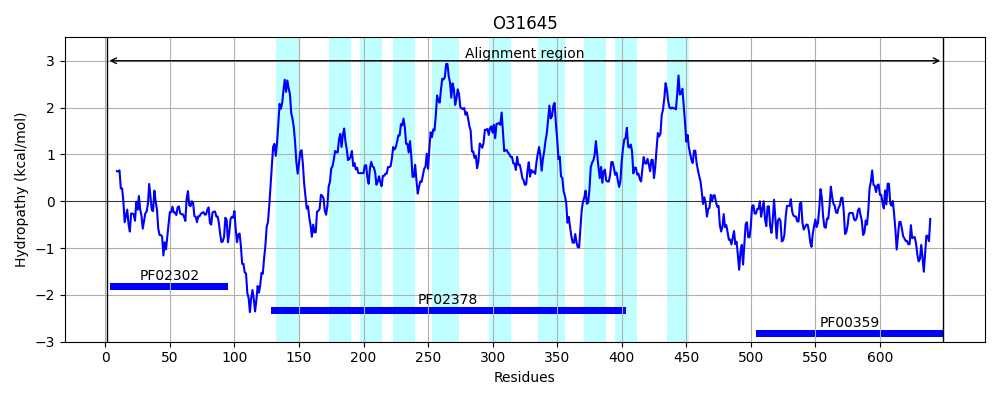 O31645
Alignment region
Hydropathy (kcal/mol)
3
2
1
0
−1
−2
−3
PF02302
PF02378
PF00359
0 50 100 150 200 250 300 350 400 450 500 550 600
Residues